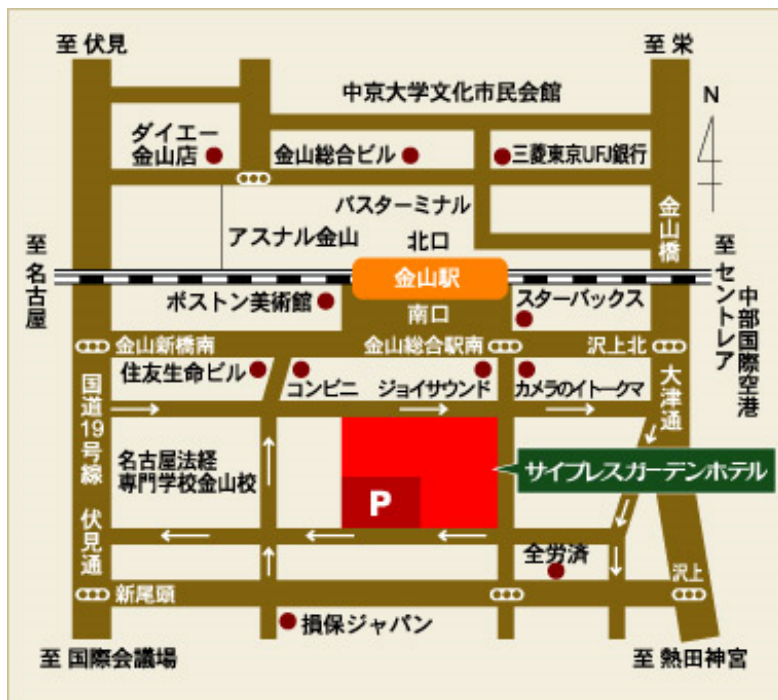 至 伏見
至 栄
中京大学文化市民会館
N
ダイエー
金山店
金山総合ビル
三菱東京UFJ銀行
バスターミナル
アスナル金山
北口
金山橋
至 名古屋
金山駅
至 セントレア
中部国際空港
ボストン美術館
南口
スターバックス
金山新橋南
金山総合駅南
沢上北
住友生命ビル
コンビニ
ジョイサウンド
カメラのイトークマ
大津通
国道19号線 伏見通
名古屋法経
専門学校金山校
サイプレスガーデンホテル
P
全労済
沢上
新尾頭
損保ジャパン
至 国際会議場
至 熱田神宮